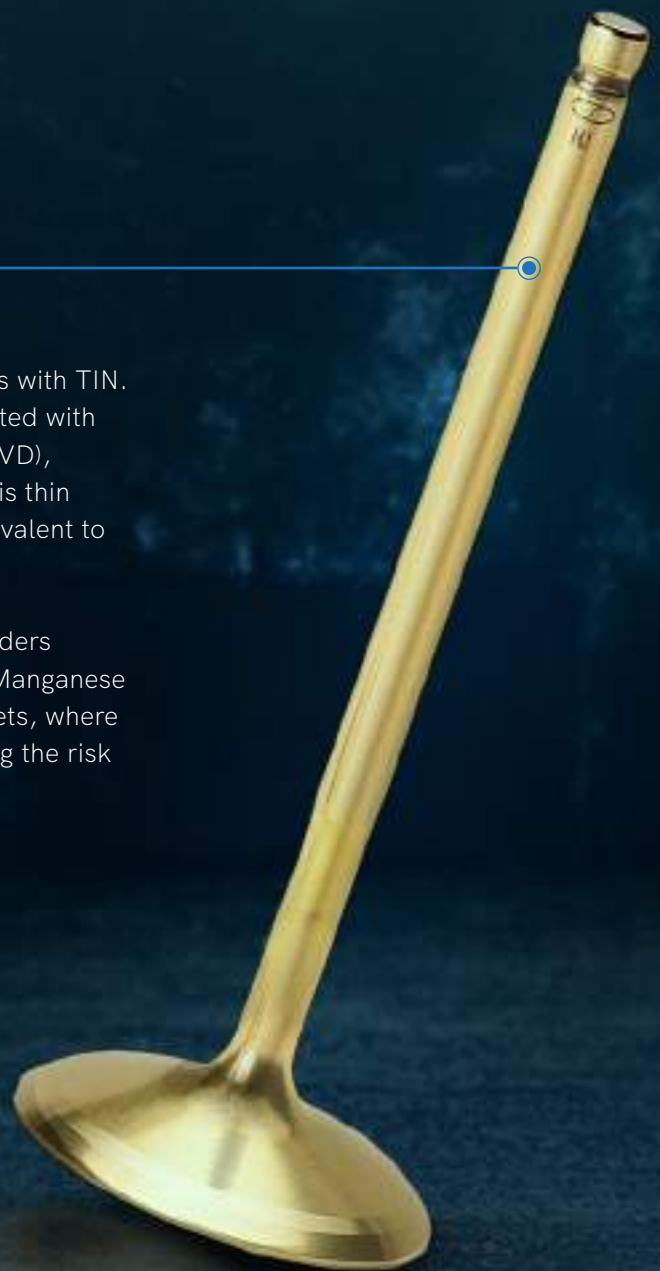 s with TIN.
ted with
VD),
is thin
valent to
ders
Manganese
ets, where
g the risk